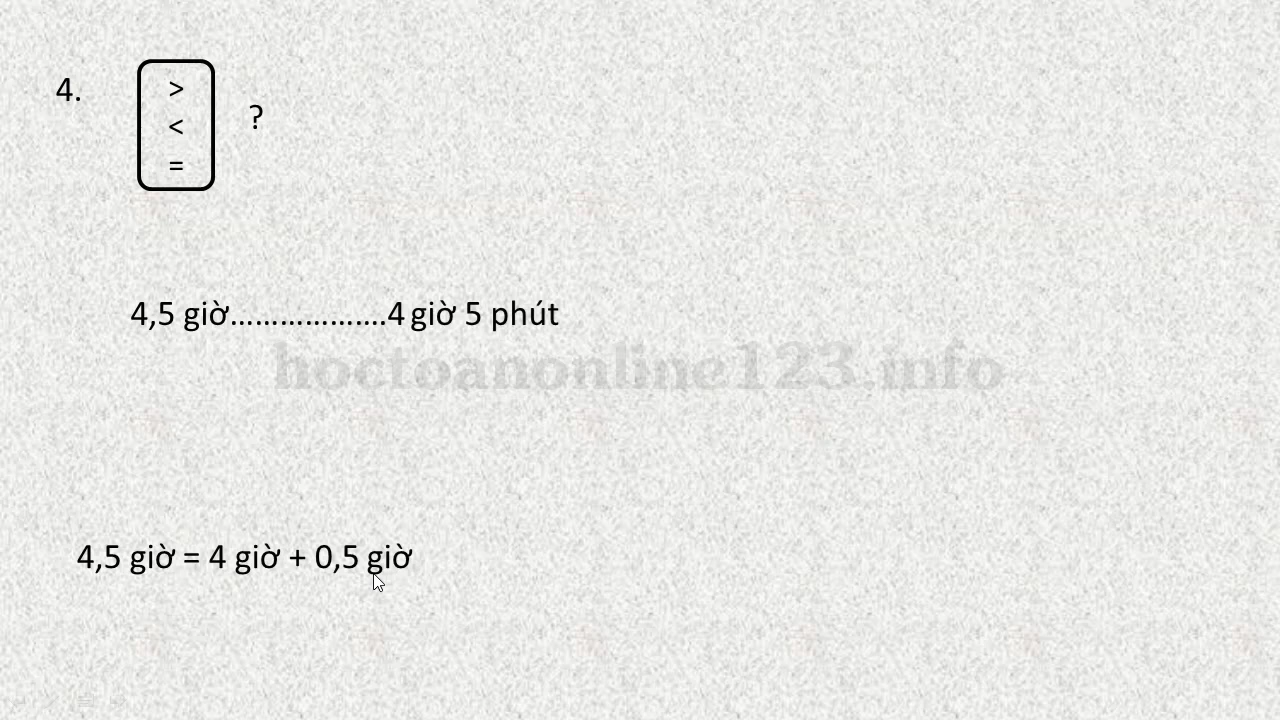 4.
>
<
=
?
4,5 giờ...................4 giờ 5 phút
hoctoanonline123.info
4,5 giờ = 4 giờ + 0,5 giờ